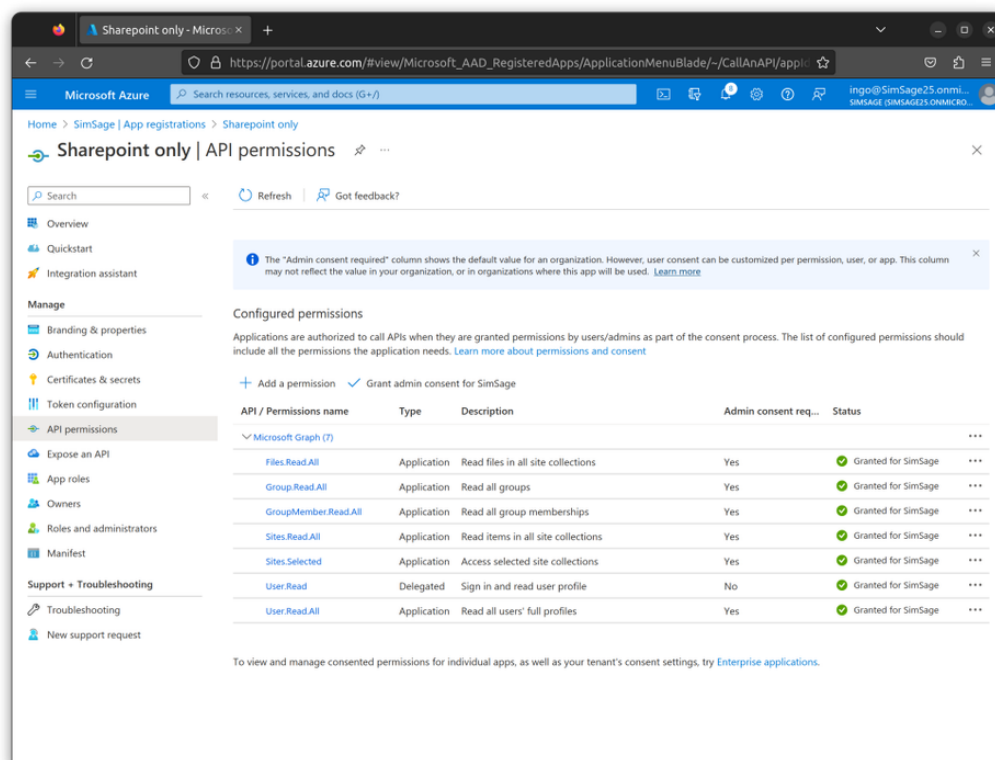 Sharepoint only - Micros
https://portal.azure.com/#view/Microsoft_AAD_RegisteredApps/ApplicationMenuBlade/~/CallAnAPI/appId
Microsoft Azure
Search resources, services, and docs (G+/)
8
ingo@SimSage25.onmi...
SIMSAGE (SIMSAGE25.ONMICRO...
Home > SimSage | App registrations > Sharepoint only
Sharepoint only | API permissions
Search
Refresh
Got feedback?
Overview
Quickstart
Integration assistant
Manage
Branding & properties
Authentication
Certificates & secrets
Token configuration
API permissions
Expose an API
App roles
Owners
Roles and administrators
Manifest
Support + Troubleshooting
Troubleshooting
New support request
The "Admin consent required" column shows the default value for an organization. However, user consent can be customized per permission, user, or app. This column
may not reflect the value in your organization, or in organizations where this app will be used. Learn more
Configured permissions
Applications are authorized to call APIs when they are granted permissions by users/admins as part of the consent process. The list of configured permissions should
include all the permissions the application needs. Learn more about permissions and consent
Add a permission Grant admin consent for SimSage
API / Permissions name Type Description Admin consent req... Status
Microsoft Graph (7)
Files.Read.All Application Read files in all site collections Yes Granted for SimSage
Group.Read.All Application Read all groups Yes Granted for SimSage
GroupMember.Read.All Application Read all group memberships Yes Granted for SimSage
Sites.Read.All Application Read items in all site collections Yes Granted for SimSage
Sites.Selected Application Access selected site collections Yes Granted for SimSage
User.Read Delegated Sign in and read user profile No Granted for SimSage
User.Read.All Application Read all users' full profiles Yes Granted for SimSage
To view and manage consented permissions for individual apps, as well as your tenant's consent settings, try Enterprise applications.